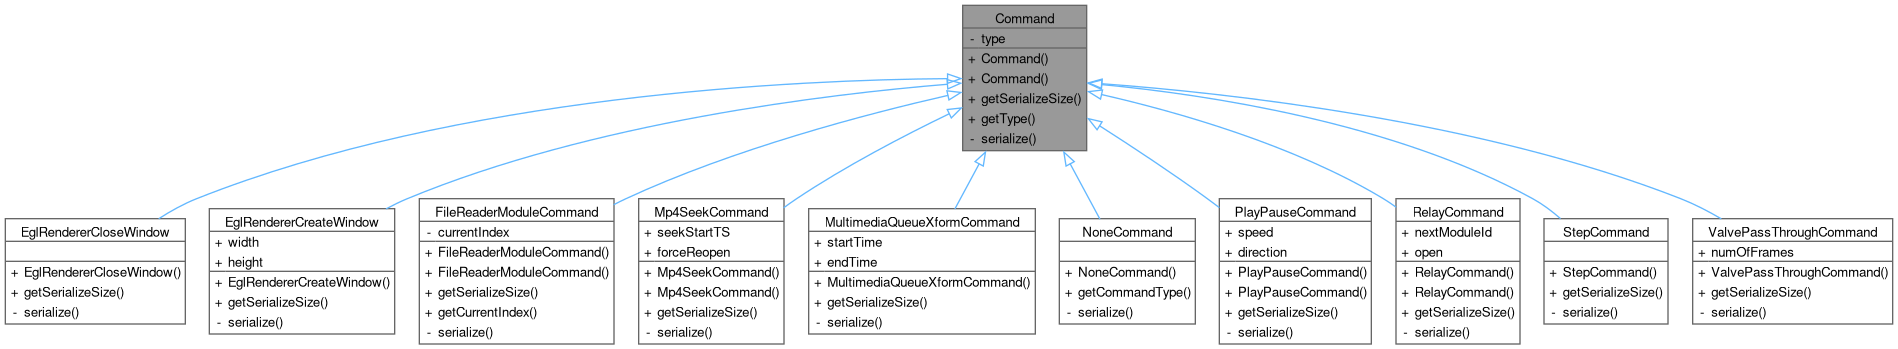 Command
- type
+ Command()
+ Command()
+ getSerializeSize()
+ getType()
- serialize()
EglRendererCloseWindow
+ EglRendererCloseWindow()
+ getSerializeSize()
- serialize()
EglRendererCreateWindow
+ width
+ height
+ EglRendererCreateWindow()
+ getSerializeSize()
- serialize()
FileReaderModuleCommand
- currentIndex
+ FileReaderModuleCommand()
+ FileReaderModuleCommand()
+ getSerializeSize()
+ getCurrentIndex()
- serialize()
Mp4SeekCommand
+ seekStartTS
+ forceReopen
+ Mp4SeekCommand()
+ Mp4SeekCommand()
+ getSerializeSize()
- serialize()
MultimediaQueueXformCommand
+ startTime
+ endTime
+ MultimediaQueueXformCommand()
+ getSerializeSize()
- serialize()
NoneCommand
+ NoneCommand()
+ getCommandType()
- serialize()
PlayPauseCommand
+ speed
+ direction
+ PlayPauseCommand()
+ PlayPauseCommand()
+ getSerializeSize()
- serialize()
RelayCommand
+ nextModuleId
+ open
+ RelayCommand()
+ RelayCommand()
+ getSerializeSize()
- serialize()
StepCommand
+ StepCommand()
+ getSerializeSize()
- serialize()
ValvePassThroughCommand
+ numOfFrames
+ ValvePassThroughCommand()
+ getSerializeSize()
- serialize()